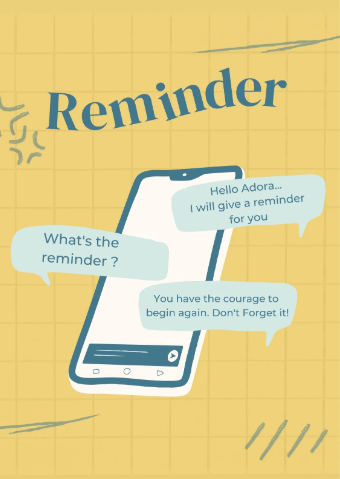 Reminder
Hello Adora...
I will give a reminder
for you
What's the
reminder ?
You have the courage to
begin again. Don't Forget it!